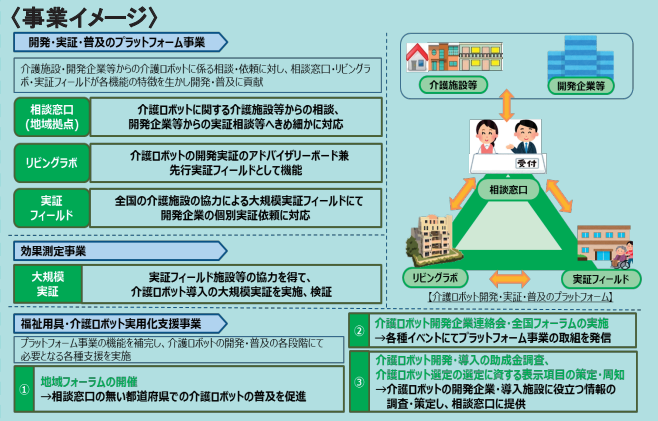 〈事業イメージ〉
開発・実証・普及のプラットフォーム事業
介護施設・開発企業等からの介護ロボットに係る相談・依頼に対し、相談窓口・リビングラ
ボ・実証フィールドが各機能の特徴を生かし開発・普及に貢献
相談窓口
(地域拠点)
介護ロボットに関する介護施設等からの相談、
開発企業等からの実証相談等へきめ細かに対応
リビングラボ
介護ロボットの開発実証のアドバイザリーボード兼
先行実証フィールドとして機能
実証
フィールド
全国の介護施設の協力による大規模実証フィールドにて
開発企業の個別実証依頼に対応
効果測定事業
大規模
実証
実証フィールド施設等の協力を得て、
介護ロボット導入の大規模実証を実施、検証
介護施設等
開発企業等
受付
相談窓口
リビングラボ
実証フィールド
【介護ロボット開発・実証・普及のプラットフォーム】
福祉用具・介護ロボット実用化支援事業
プラットフォーム事業の機能を補完し、介護ロボットの開発・普及の各段階にて
必要となる各種支援を実施
①
地域フォーラムの開催
→相談窓口の無い都道府県での介護ロボットの普及を促進
②
介護ロボット開発企業連絡会・全国フォーラムの実施
→各種イベントにてプラットフォーム事業の取組を発信
③
介護ロボット開発・導入の助成金調査、
介護ロボット選定の選定に資する表示項目の策定・周知
→介護ロボットの開発企業・導入施設に役立つ情報の
調査・策定し、相談窓口に提供